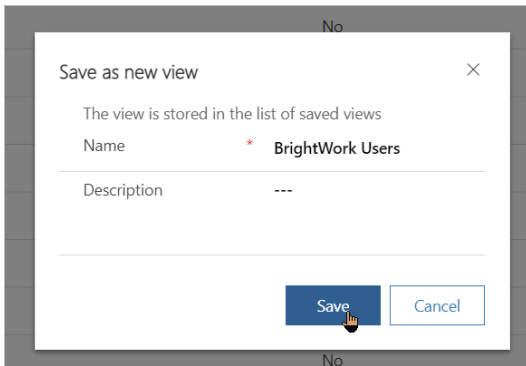 No
Save as new view
The view is stored in the list of saved views
Name * BrightWork Users
Description ---
Save Cancel
No